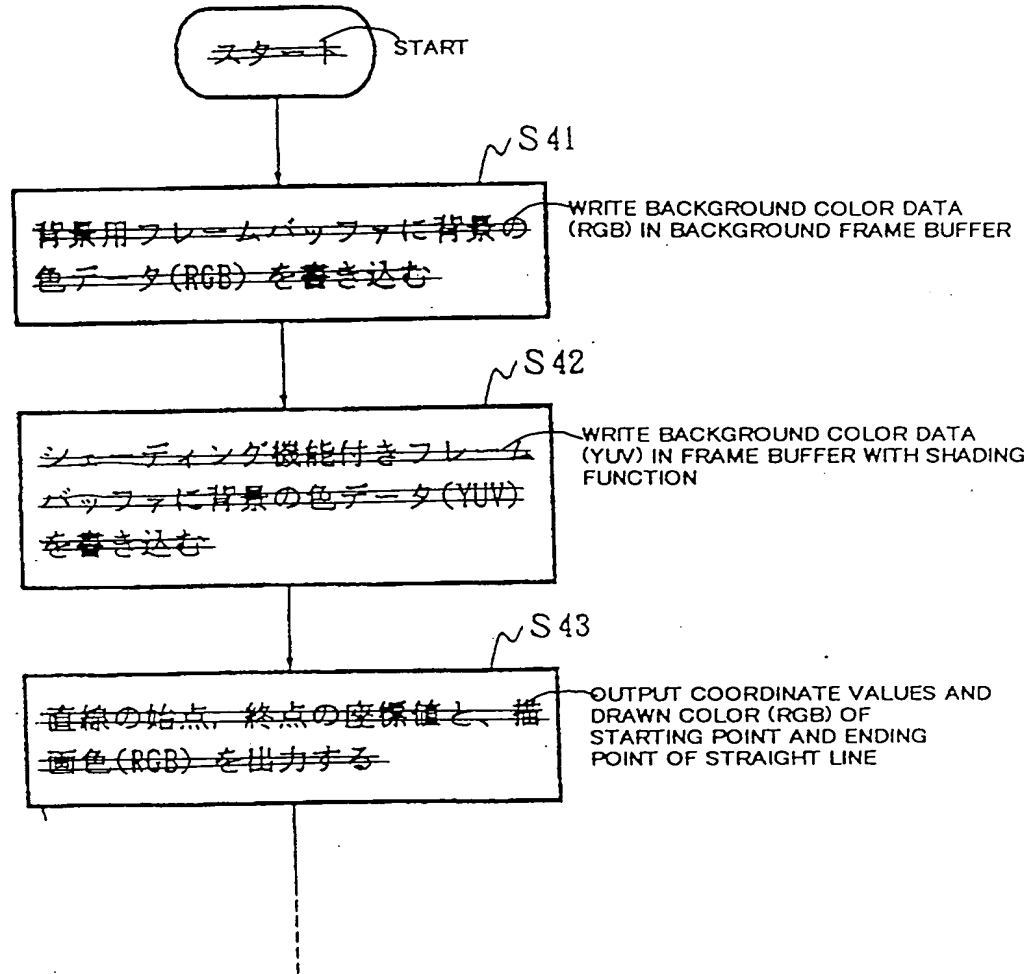 スタート
START
S41
背景用フレームバッファに背景の
色データ(RGB) を書き込む
WRITE BACKGROUND COLOR DATA
(RGB) IN BACKGROUND FRAME BUFFER
S42
シェーディング機能付きフレーム
バッファに背景の色データ(YUV)
を書き込む
WRITE BACKGROUND COLOR DATA
(YUV) IN FRAME BUFFER WITH SHADING
FUNCTION
S43
直線の始点、終点の座標値と、描
画色(RGB) を出力する
OUTPUT COORDINATE VALUES AND
DRAWN COLOR (RGB) OF
STARTING POINT AND ENDING
POINT OF STRAIGHT LINE